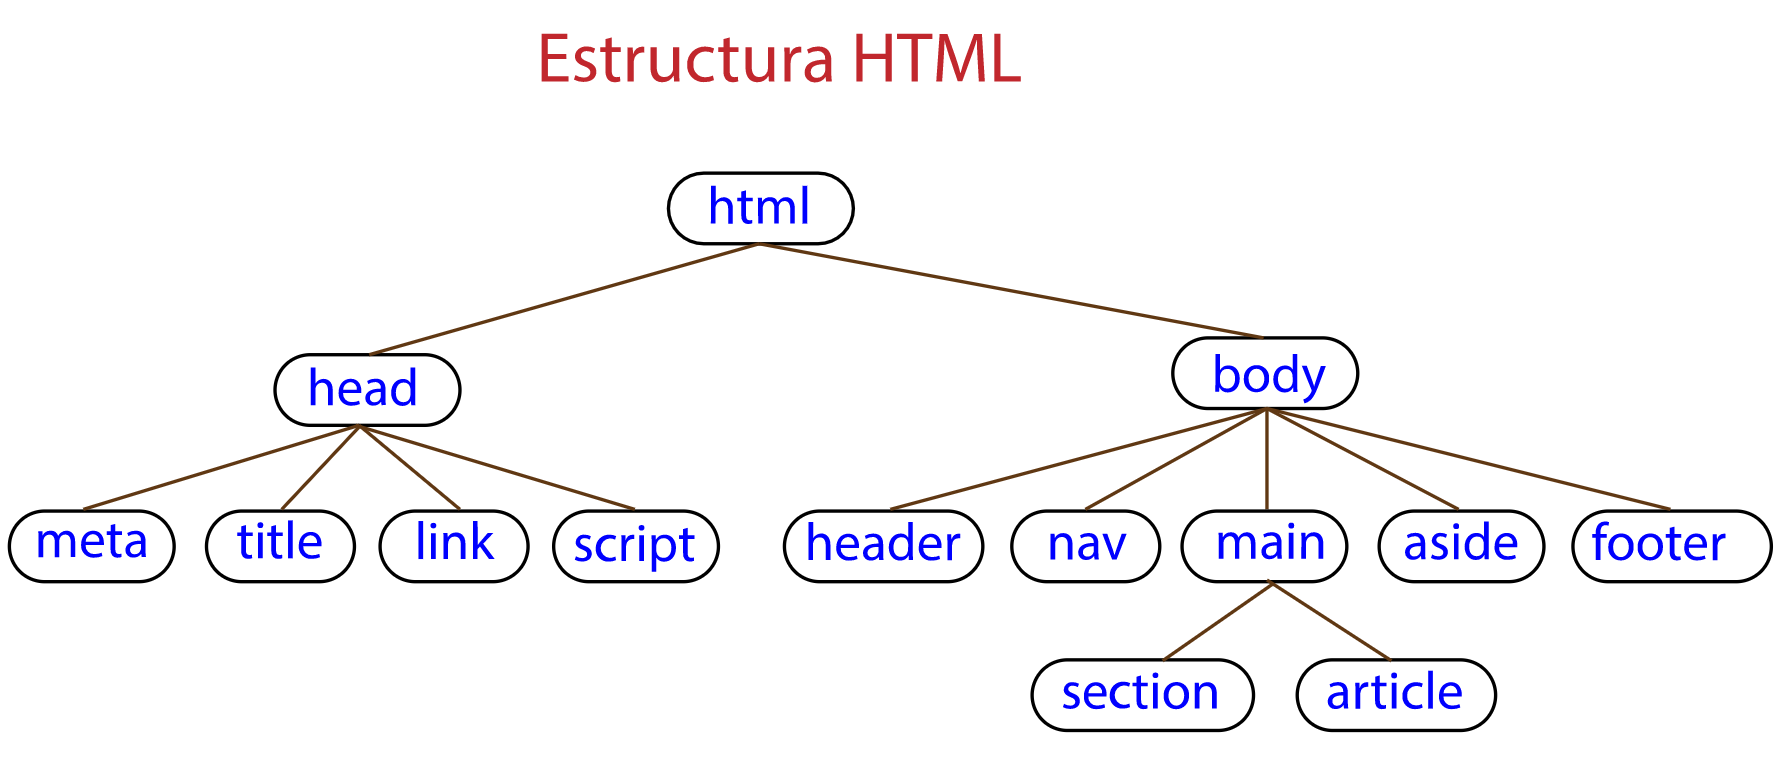 Estructura HTML
html
head
body
meta
title
link
script
header
nav
main
aside
footer
section
article